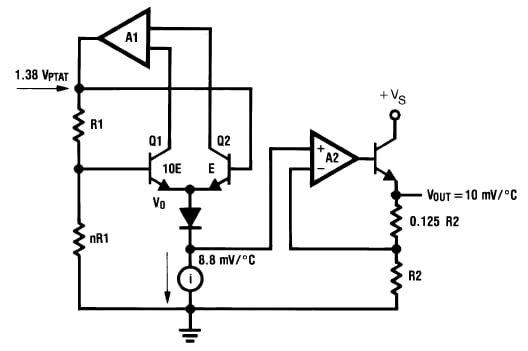 A1
1.38 VPTAT
+VS
R1
Q1
Q2
10E
E
+
A2
−
VO
VOUT = 10 mV/°C
0.125 R2
nR1
8.8 mV/°C
i
R2